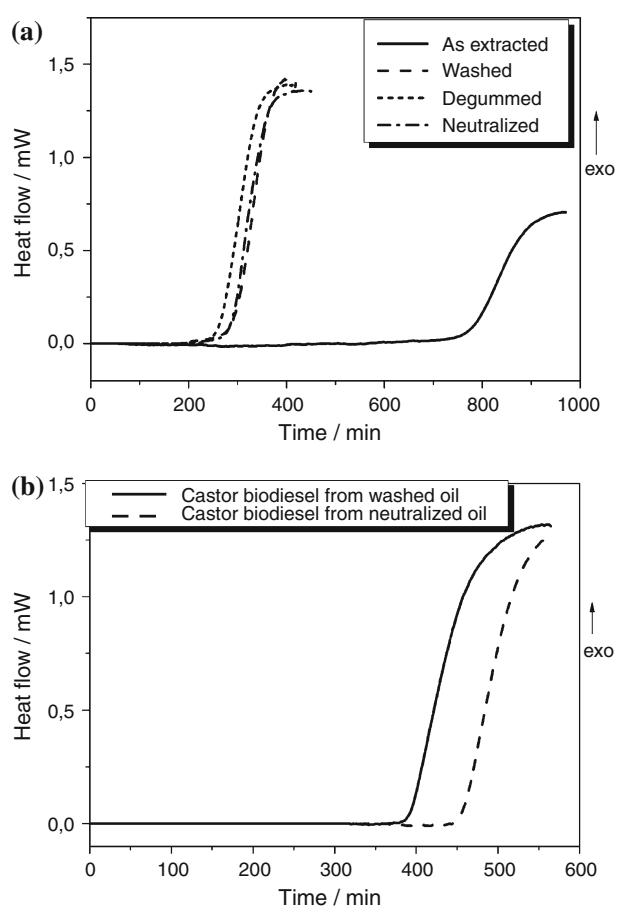 (a)
1,5
1,0
0,5
0,0
Heat flow / mW
As extracted
Washed
Degummed
Neutralized
exo
0 200 400 600 800 1000
Time / min
(b)
1,5
1,0
0,5
0,0
Heat flow / mW
Castor biodiesel from washed oil
Castor biodiesel from neutralized oil
exo
0 100 200 300 400 500 600
Time / min